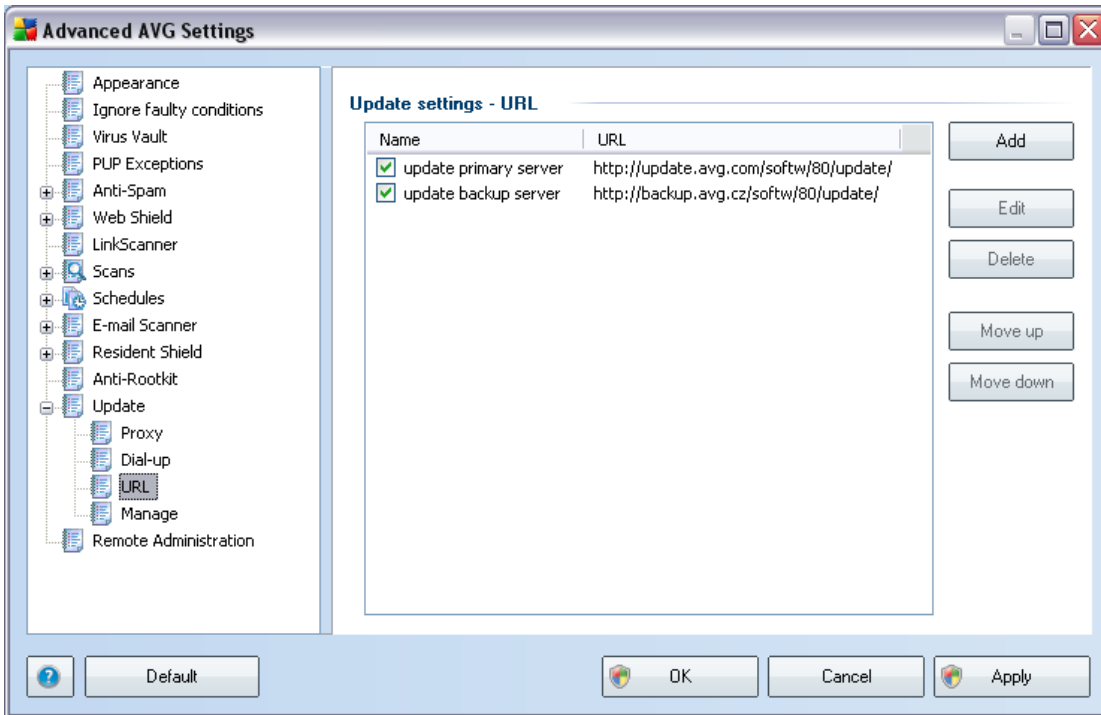 Advanced AVG Settings
Appearance
Ignore faulty conditions
Virus Vault
PUP Exceptions
Anti-Spam
Web Shield
LinkScanner
Scans
Schedules
E-mail Scanner
Resident Shield
Anti-Rootkit
Update
Proxy
Dial-up
URL
Manage
Remote Administration
Update settings - URL
Name URL
update primary server http://update.avg.com/softw/80/update/
update backup server http://backup.avg.cz/softw/80/update/
Add
Edit
Delete
Move up
Move down
Default
OK
Cancel
Apply